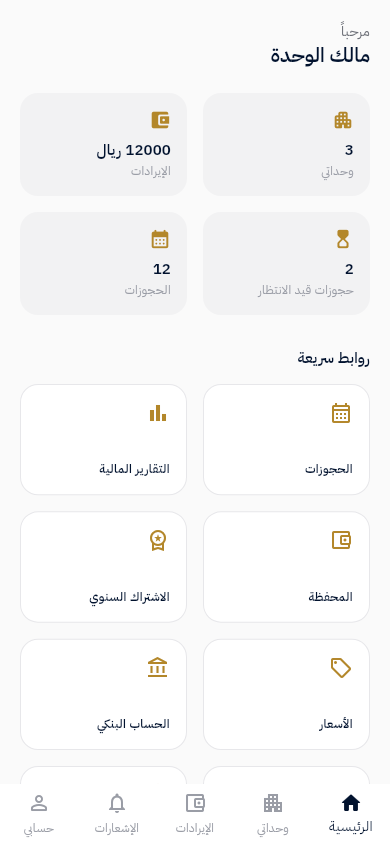 مرحباً
مالك الوحدة
3
وحداتي
12000 ريال
الإيرادات
2
حجوزات قيد الانتظار
12
الحجوزات
روابط سريعة
الحجوزات
التقارير المالية
المحفظة
الاشتراك السنوي
الأسعار
الحساب البنكي
الرئيسية
وحداتي
الإيرادات
الإشعارات
حسابي